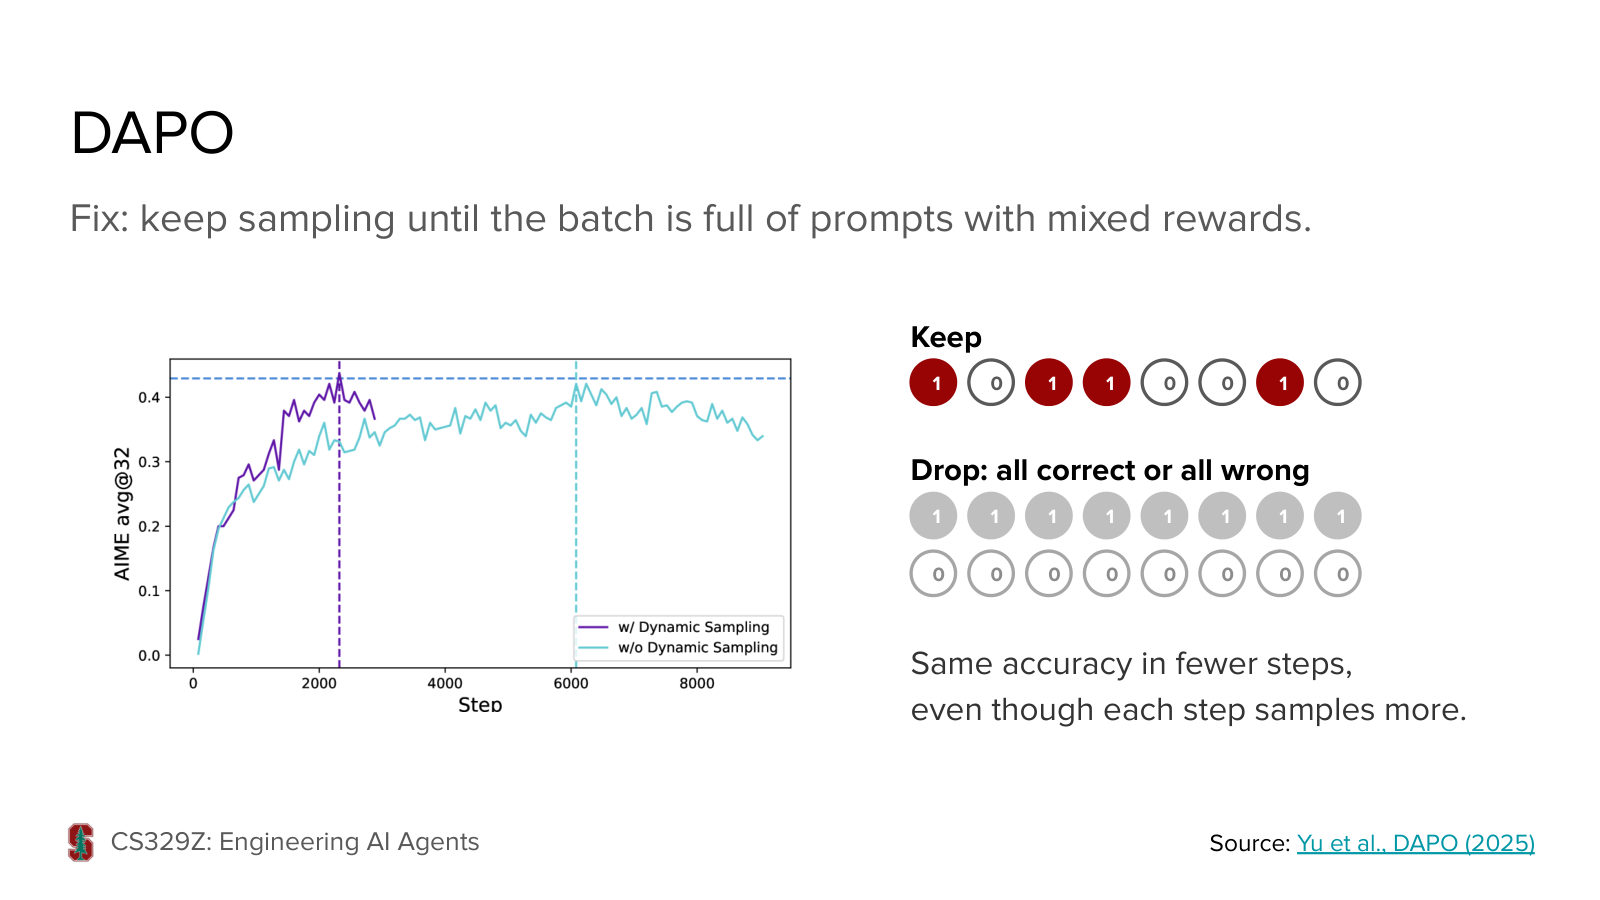 DAPO
Fix: keep sampling until the batch is full of prompts with mixed rewards.
AIME avg@32
0.4
0.3
0.2
0.1
0.0
0 2000 4000 6000 8000
Step
w/ Dynamic Sampling
w/o Dynamic Sampling
Keep
1 0 1 1 0 0 1 0
Drop: all correct or all wrong
1 1 1 1 1 1 1 1
0 0 0 0 0 0 0 0
Same accuracy in fewer steps,
even though each step samples more.
S CS329Z: Engineering AI Agents
Source: Yu et al., DAPO (2025)